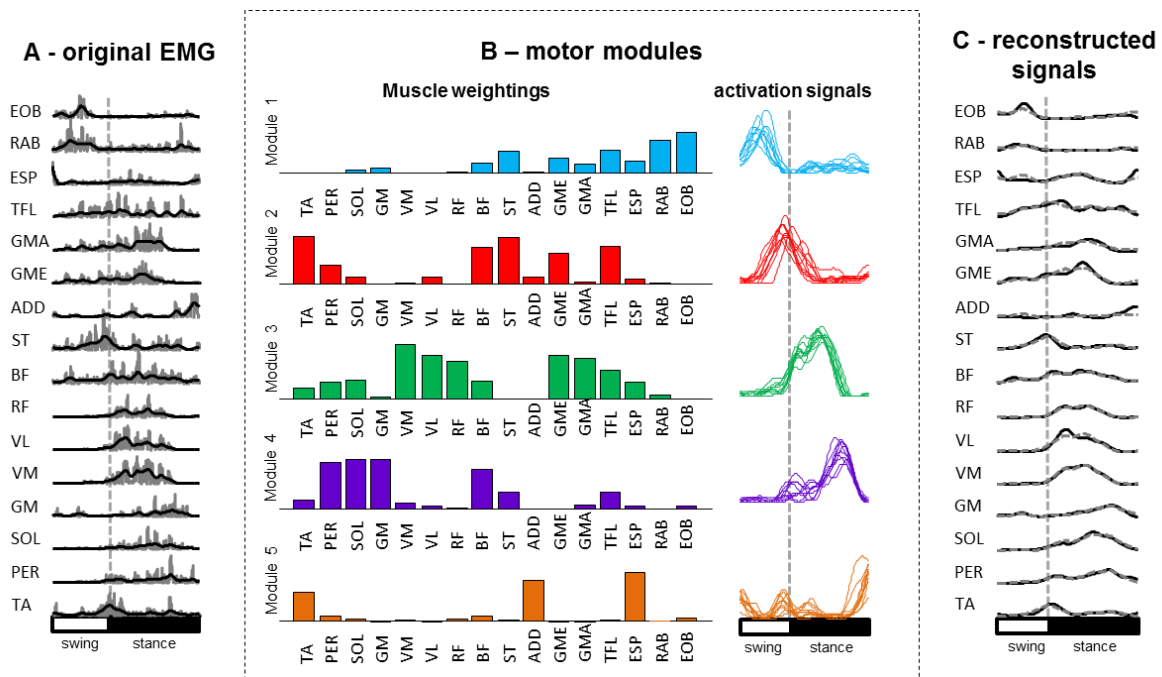 A - original EMG
EOB
RAB
ESP
TFL
GMA
GME
ADD
ST
BF
RF
VL
VM
GM
SOL
PER
TA
swing stance
B – motor modules
Muscle weightings
activation signals
Module 1
TA PER SOL GM VM VL RF BF ST ADD GME GMA TFL ESP RAB EOB
Module 2
TA PER SOL GM VM VL RF BF ST ADD GME GMA TFL ESP RAB EOB
Module 3
TA PER SOL GM VM VL RF BF ST ADD GME GMA TFL ESP RAB EOB
Module 4
TA PER SOL GM VM VL RF BF ST ADD GME GMA TFL ESP RAB EOB
Module 5
TA PER SOL GM VM VL RF BF ST ADD GME GMA TFL ESP RAB EOB
swing stance
C - reconstructed
signals
EOB
RAB
ESP
TFL
GMA
GME
ADD
ST
BF
RF
VL
VM
GM
SOL
PER
TA
swing stance